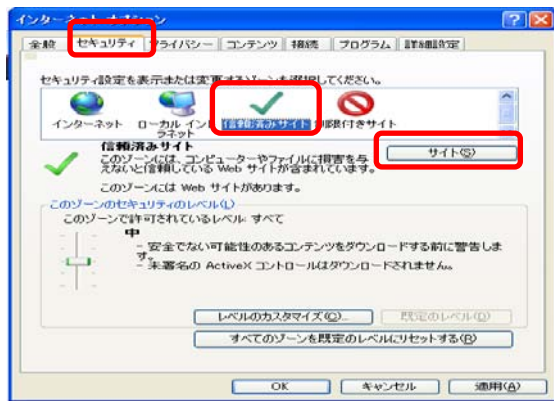 インターネット オプション
全般 セキュリティ プライバシー コンテンツ 接続 プログラム 詳細設定
セキュリティ設定を表示または変更するゾーンを選択してください。
インターネット ローカル イントラネット 信頼済みサイト 制限付きサイト
信頼済みサイト
このゾーンには、コンピューターやファイルに損害を与
えないと信頼している Web サイトが含まれています。
サイト(S)
このゾーンには Web サイトがあります。
このゾーンのセキュリティのレベル(L)
このゾーンで許可されているレベル: すべて
中
- 安全でない可能性のあるコンテンツをダウンロードする前に警告しま
す。
- 未署名の ActiveX コントロールはダウンロードされません。
レベルのカスタマイズ(C)... 既定のレベル(D)
すべてのゾーンを既定のレベルにリセットする(R)
OK キャンセル 適用(A)